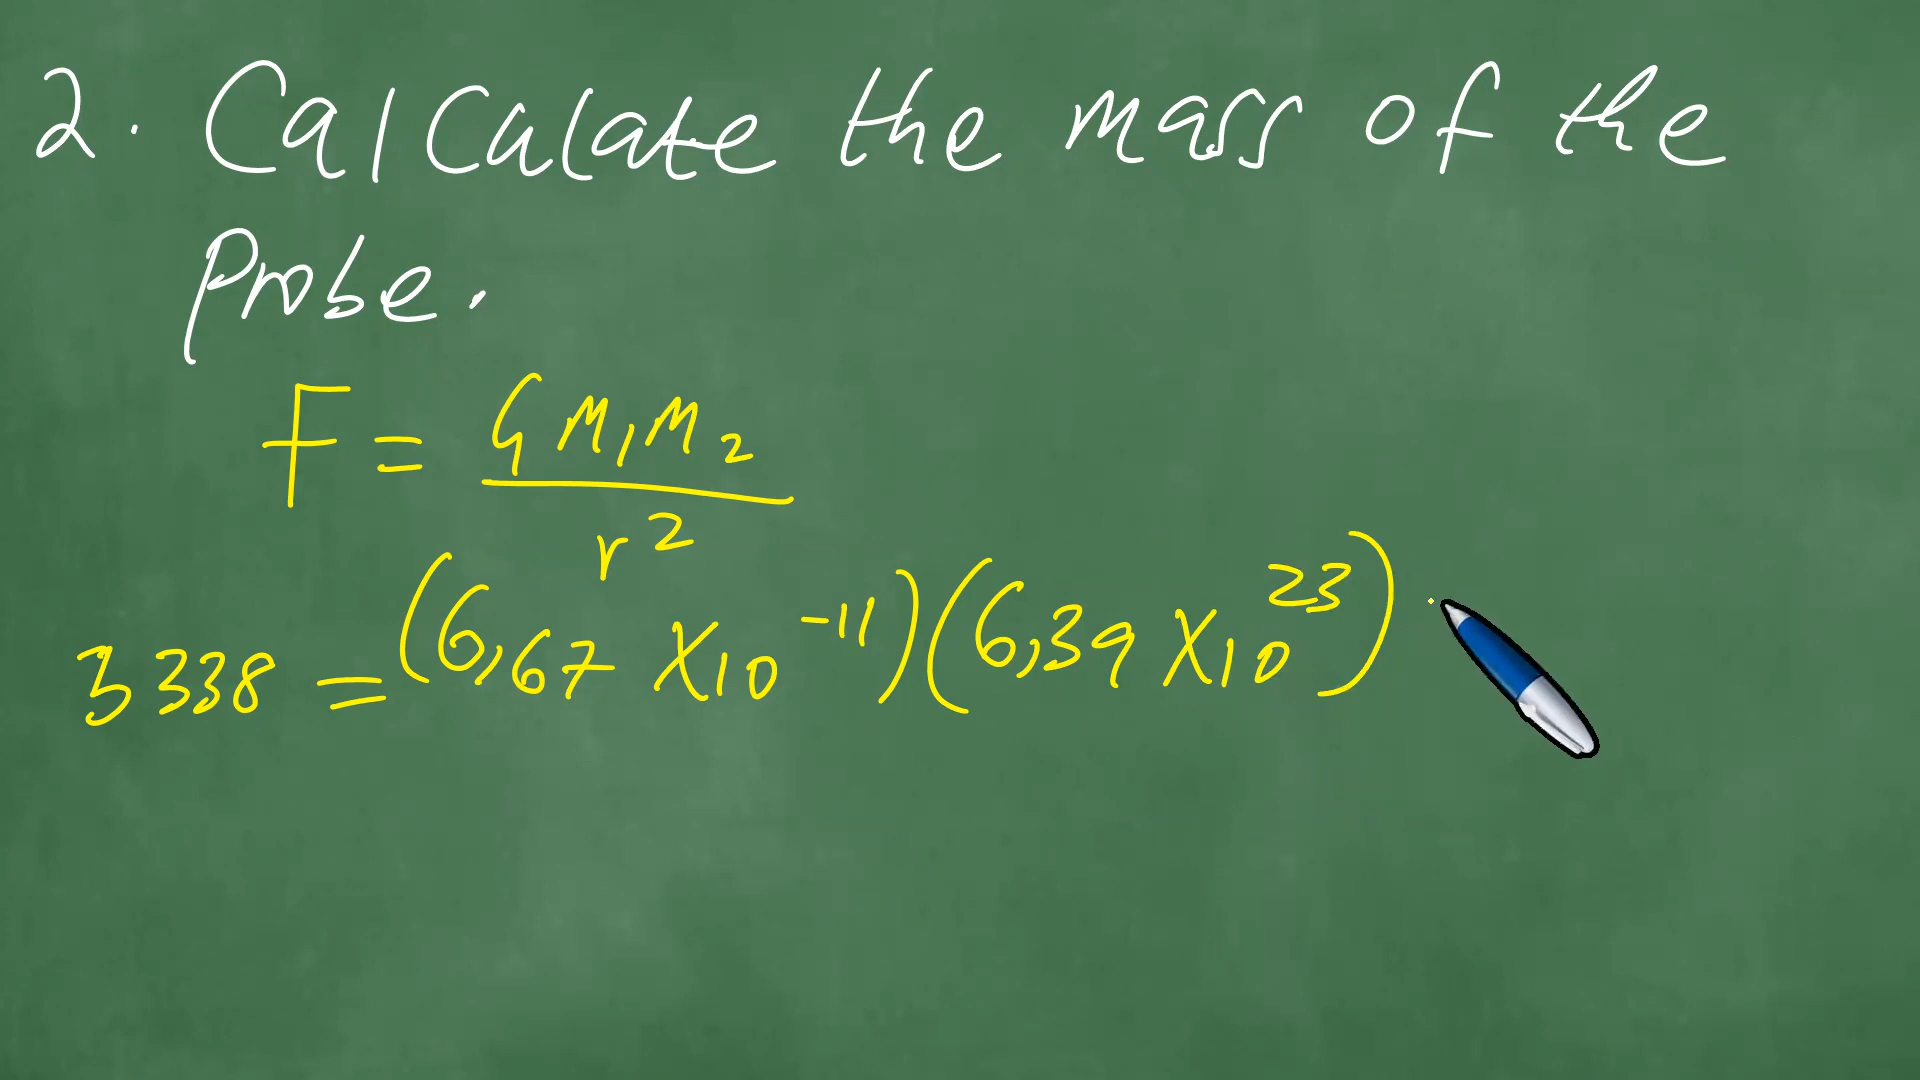 2. Calculate the mass of the
Probe.
F = GM₁M₂
r²
3338 = (6,67 X10⁻¹¹)(6,39 X10²³)